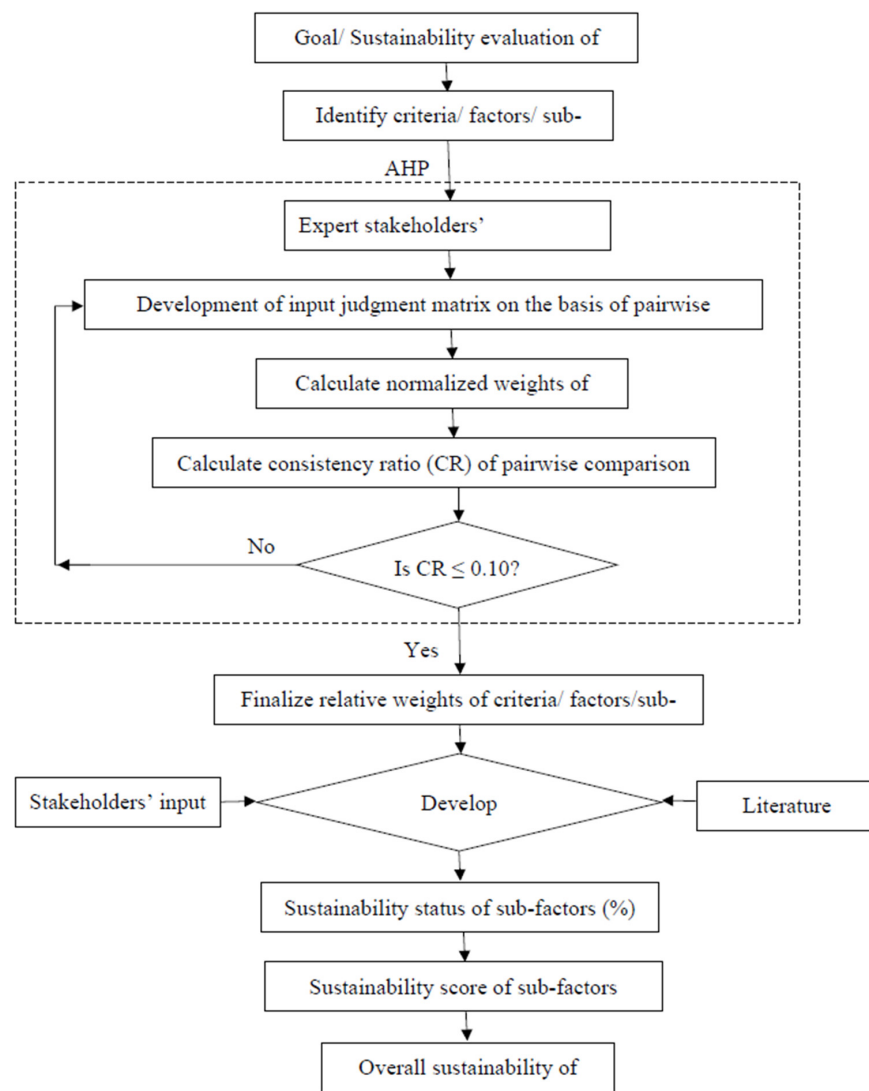 Goal/ Sustainability evaluation of
Identify criteria/ factors/ sub-
AHP
Expert stakeholders’
Development of input judgment matrix on the basis of pairwise
Calculate normalized weights of
Calculate consistency ratio (CR) of pairwise comparison
No
Is CR ≤ 0.10?
Yes
Finalize relative weights of criteria/ factors/sub-
Stakeholders’ input
Develop
Literature
Sustainability status of sub-factors (%)
Sustainability score of sub-factors
Overall sustainability of